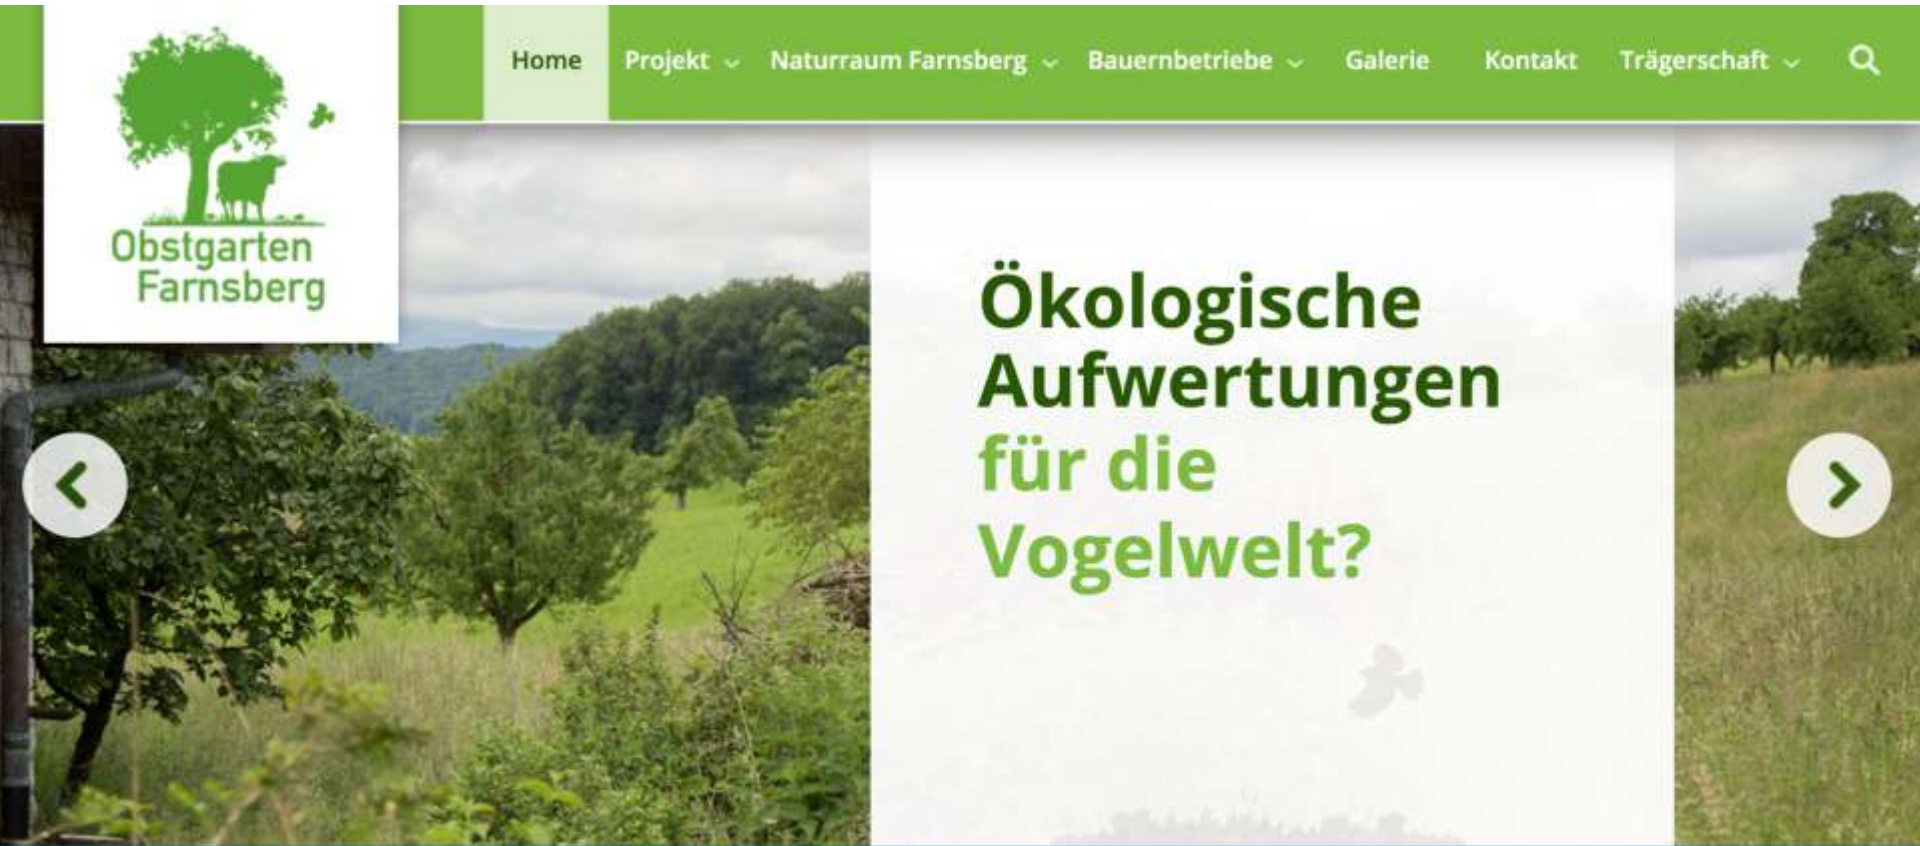 Home
Projekt
Naturraum Farnsberg
Bauernbetriebe
Galerie
Kontakt
Trägerschaft
Obstgarten
Farnsberg
Ökologische
Aufwertungen
für die
Vogelwelt?